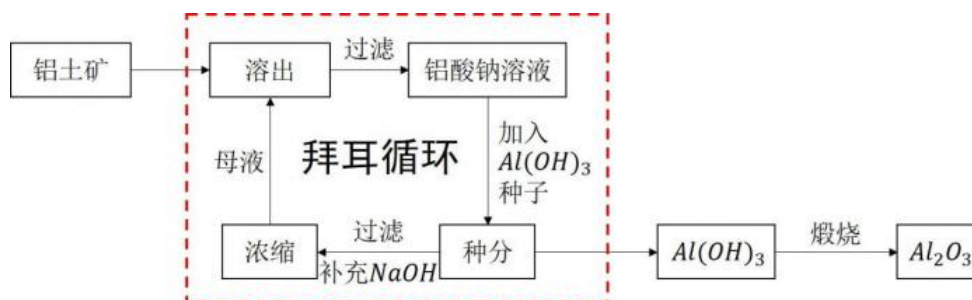 铝土矿
溶出
过滤
铝酸钠溶液
母液
拜耳循环
加入
Al(OH)₃
种子
浓缩
过滤
补充NaOH
种分
Al(OH)₃
煅烧
Al₂O₃